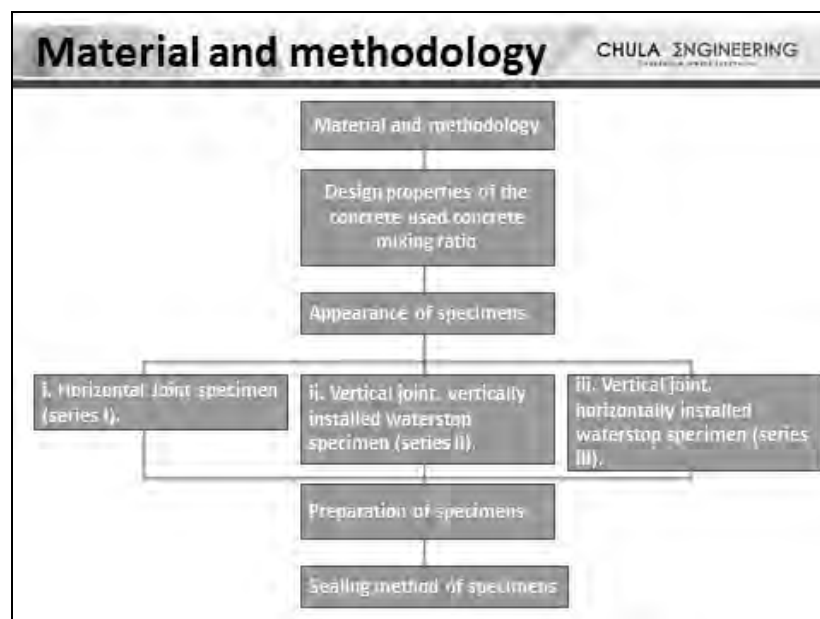 Material and methodology
CHULA ΣNGINEERING
Material and methodology
Design properties of the
concrete used concrete
mixing ratio
Appearance of specimens
i. Horizontal Joint specimen
(series I).
ii. Vertical joint, vertically
installed waterstop
specimen (series II).
iii. Vertical joint,
horizontally installed
waterstop specimen (series
III).
Preparation of specimens
Sealing method of specimens